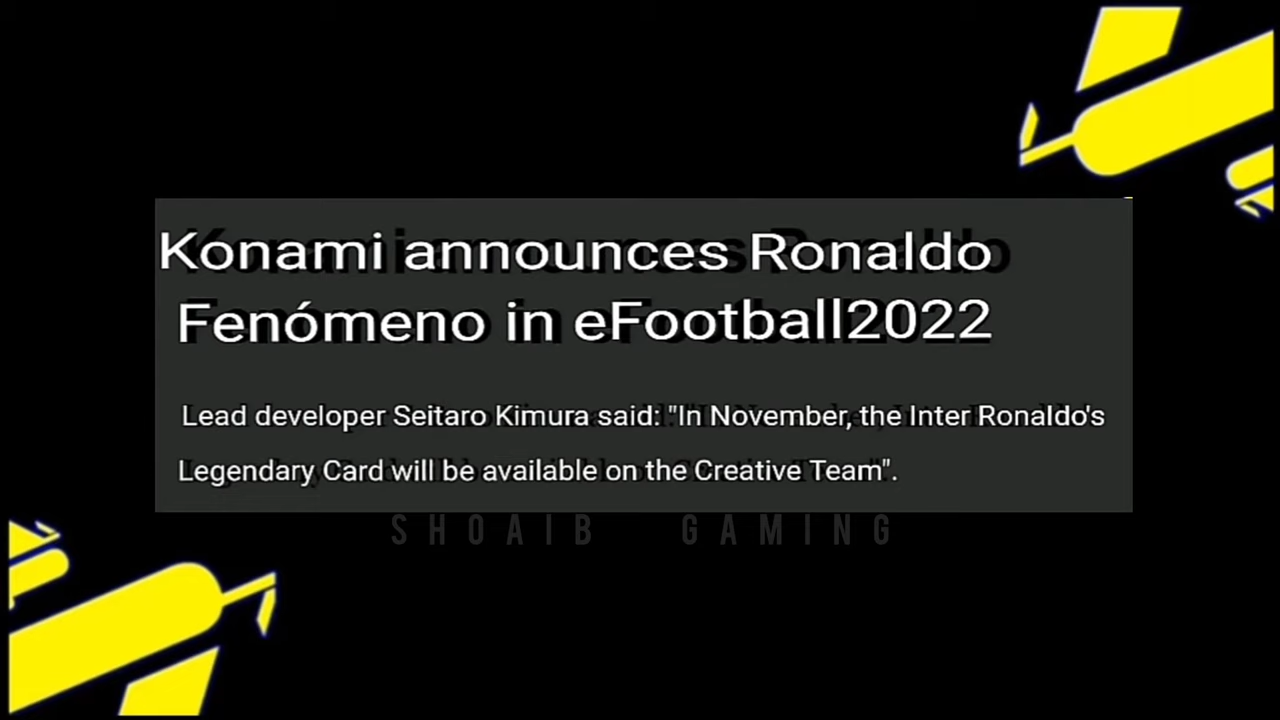 Konami announces Ronaldo
Fenómeno in eFootball2022
Lead developer Seitaro Kimura said: "In November, the Inter Ronaldo's
Legendary Card will be available on the Creative Team".
SHOAIB GAMING